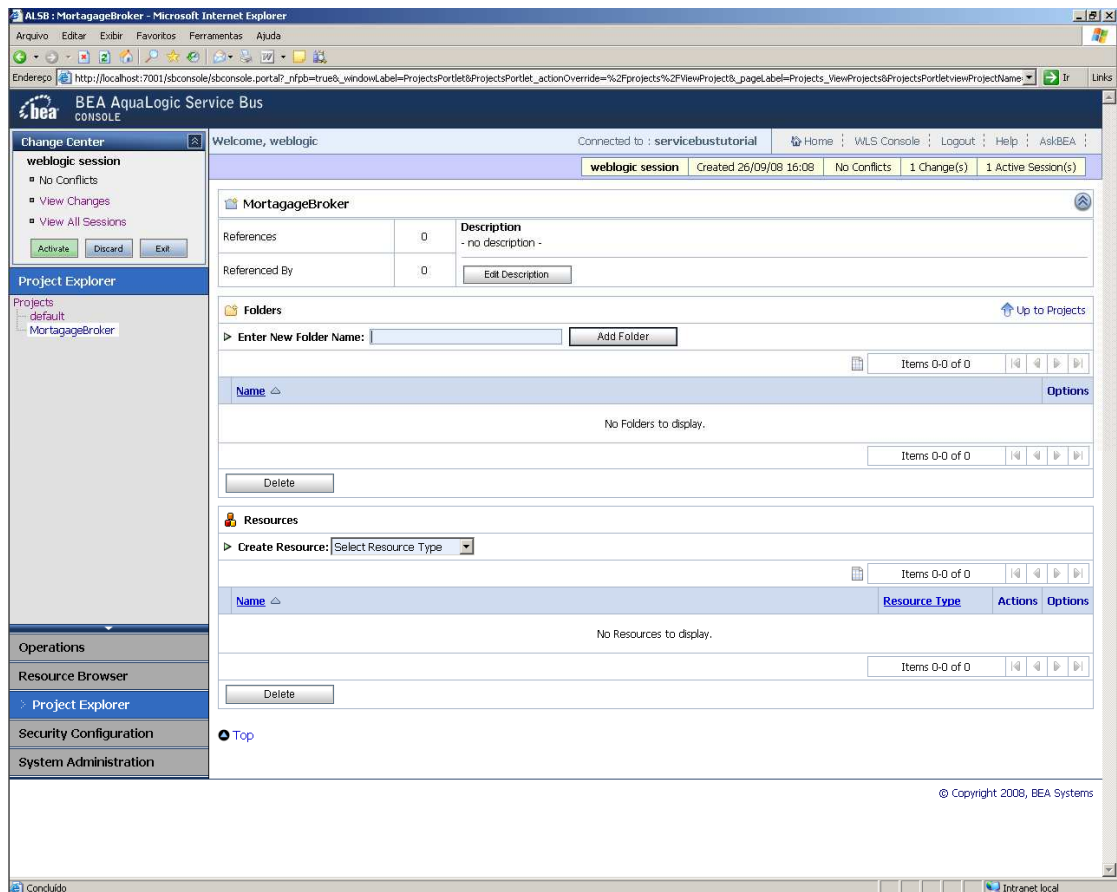 ALSB : MortagageBroker - Microsoft Internet Explorer
Arquivo Editar Exibir Favoritos Ferramentas Ajuda
Endereço http://localhost:7001/sbconsole/sbconsole.portal?_nfpb=true&_windowLabel=ProjectsPortlet&ProjectsPortlet_actionOverride=%2Fprojects%2FViewProject&_pageLabel=Projects_ViewProjects&ProjectsPortletviewProjectName Ir Links
bea BEA AquaLogic Service Bus
CONSOLE
Change Center
weblogic session
No Conflicts
View Changes
View All Sessions
Activate Discard Exit
Project Explorer
Projects
default
MortagageBroker
Operations
Resource Browser
Project Explorer
Security Configuration
System Administration
Welcome, weblogic Connected to : servicebustutorial Home WLS Console Logout Help AskBEA
weblogic session Created 26/09/08 16:08 No Conflicts 1 Change(s) 1 Active Session(s)
MortagageBroker
References 0
Referenced By 0
Description
- no description -
Edit Description
Folders Up to Projects
Enter New Folder Name: Add Folder
Items 0-0 of 0
Name Options
No Folders to display.
Items 0-0 of 0
Delete
Resources
Create Resource: Select Resource Type
Items 0-0 of 0
Name Resource Type Actions Options
No Resources to display.
Items 0-0 of 0
Delete
Top
© Copyright 2008, BEA Systems
Concluído Intranet local